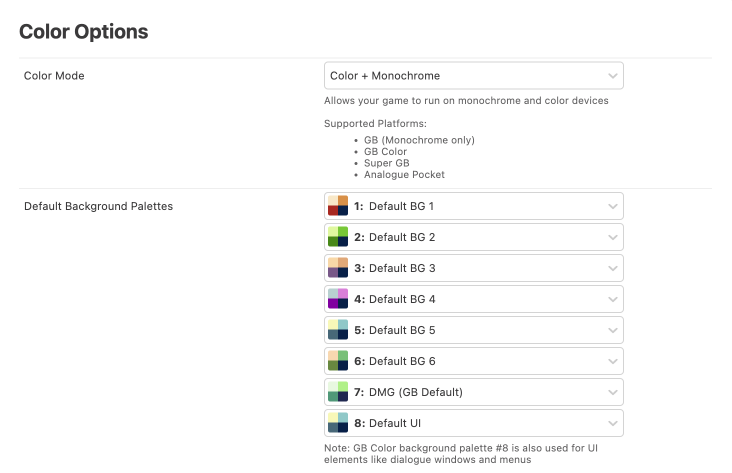 Color Options
Color Mode
Color + Monochrome
Allows your game to run on monochrome and color devices
Supported Platforms:
• GB (Monochrome only)
• GB Color
• Super GB
• Analogue Pocket
Default Background Palettes
1: Default BG 1
2: Default BG 2
3: Default BG 3
4: Default BG 4
5: Default BG 5
6: Default BG 6
7: DMG (GB Default)
8: Default UI
Note: GB Color background palette #8 is also used for UI
elements like dialogue windows and menus